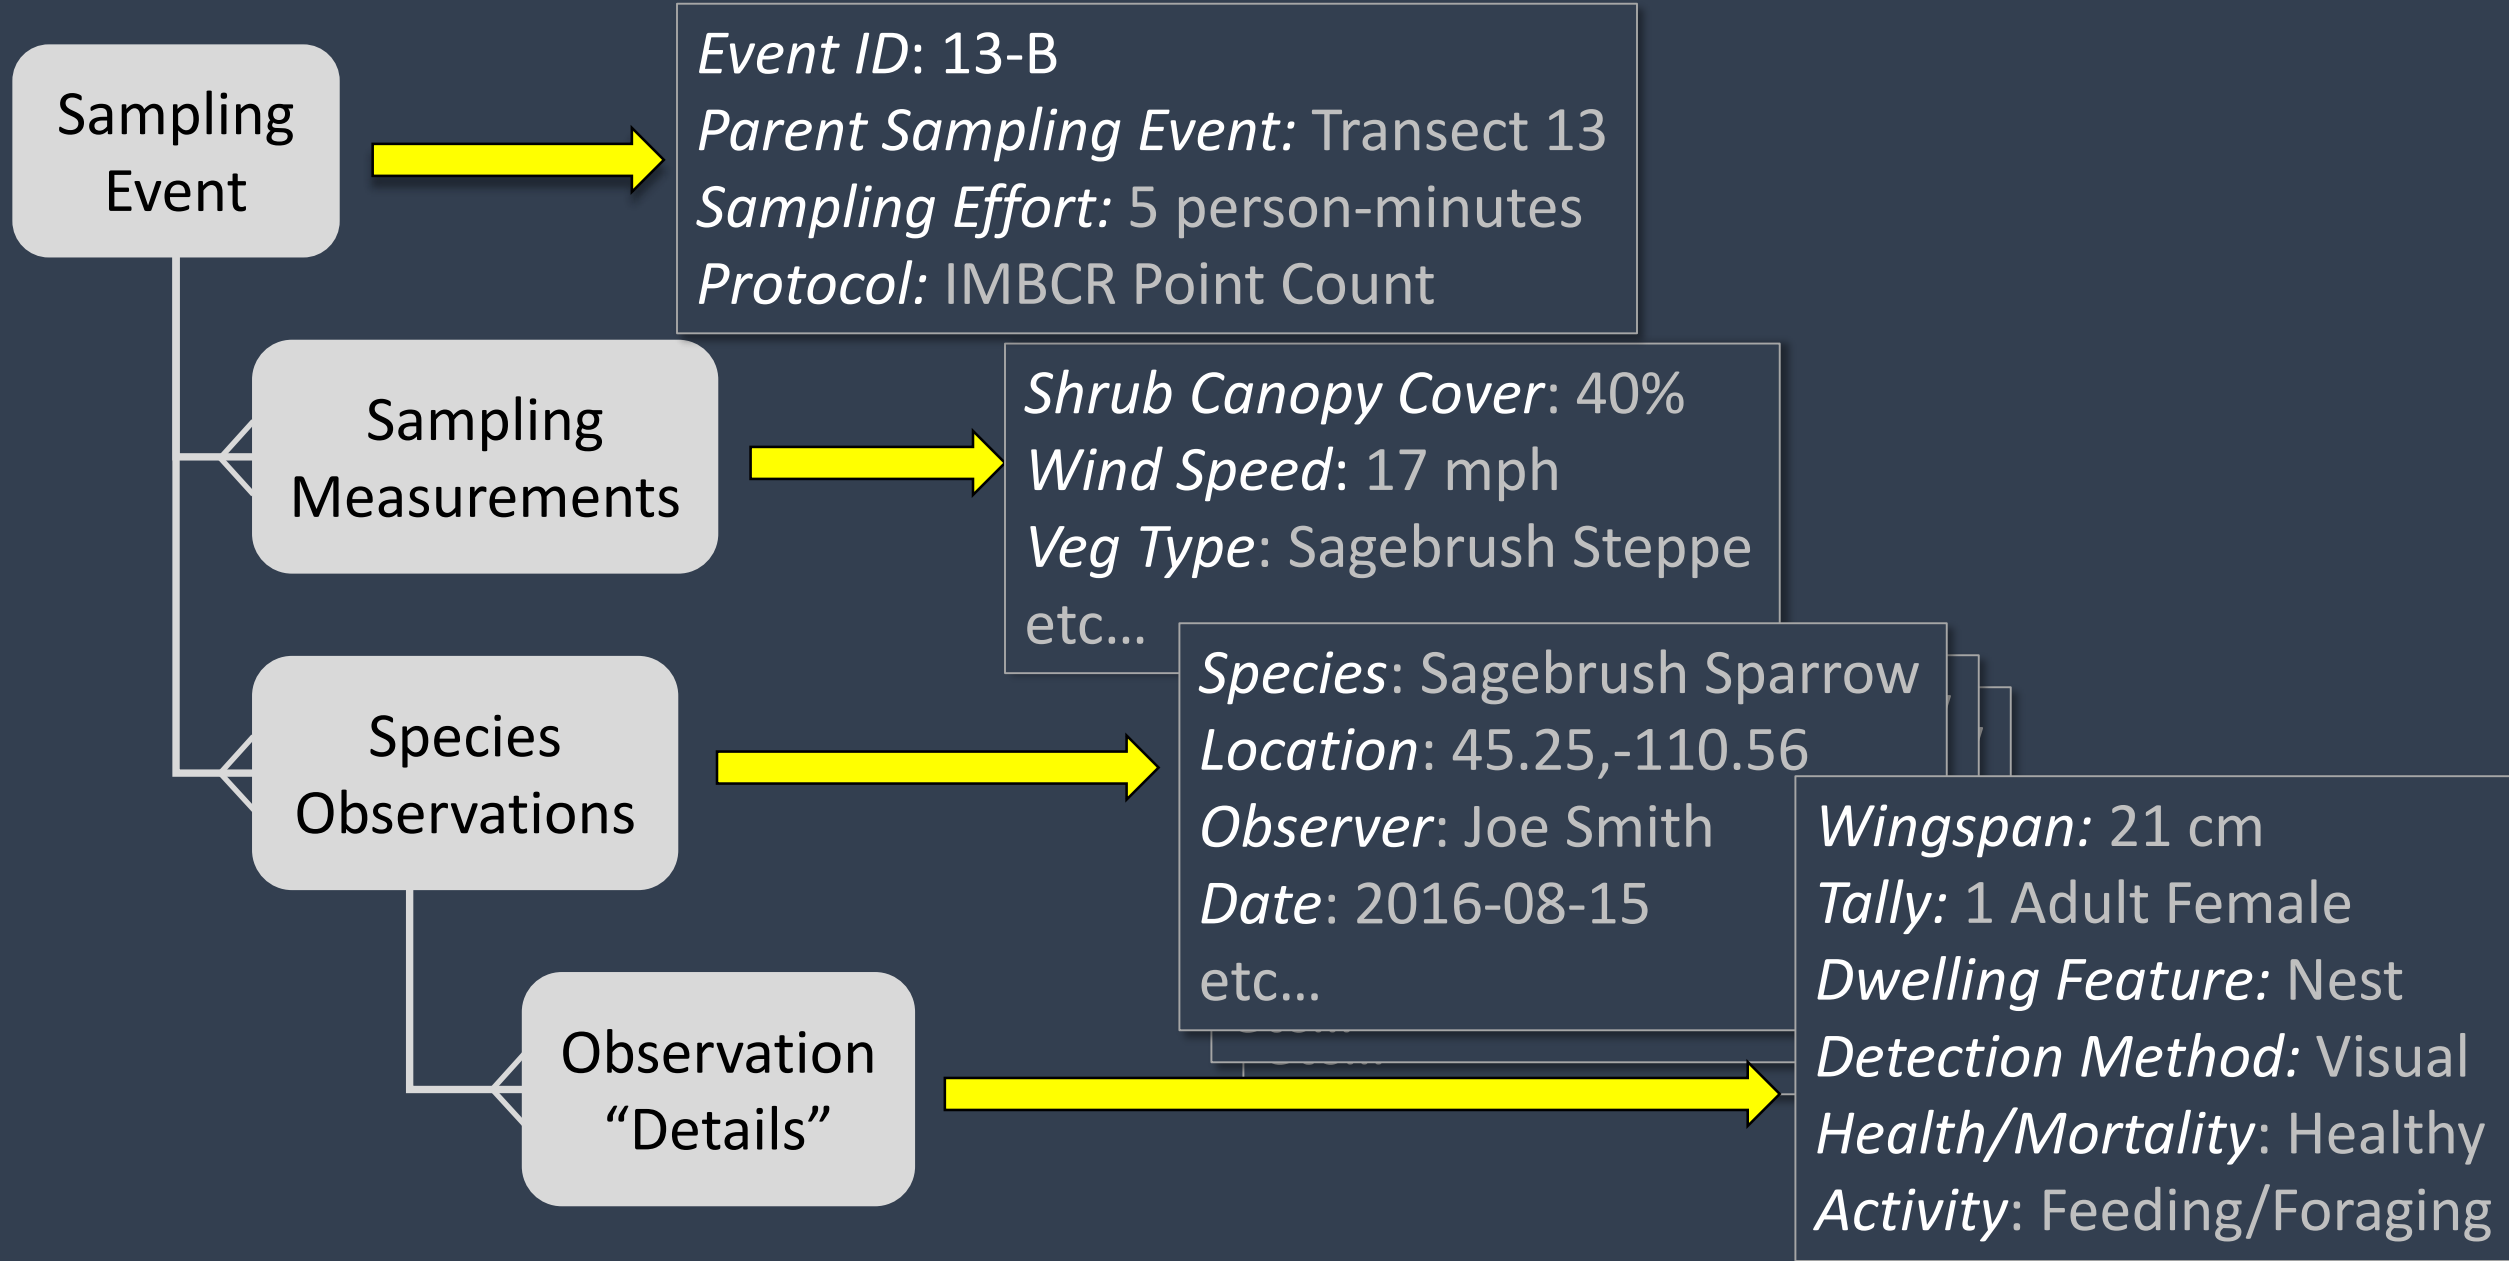 Sampling
Event
Event ID: 13-B
Parent Sampling Event: Transect 13
Sampling Effort: 5 person-minutes
Protocol: IMBCR Point Count
Sampling
Measurements
Shrub Canopy Cover: 40%
Wind Speed: 17 mph
Veg Type: Sagebrush Steppe
etc…
Species
Observations
Species: Sagebrush Sparrow
Location: 45.25,-110.56
Observer: Joe Smith
Date: 2016-08-15
etc…
Observation
“Details”
Wingspan: 21 cm
Tally: 1 Adult Female
Dwelling Feature: Nest
Detection Method: Visual
Health/Mortality: Healthy
Activity: Feeding/Foraging